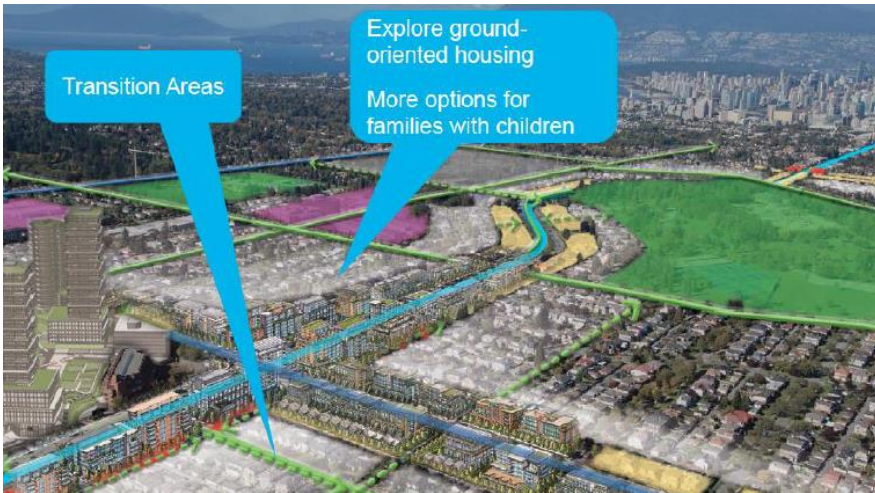 Transition Areas
Explore ground-
oriented housing
More options for
families with children